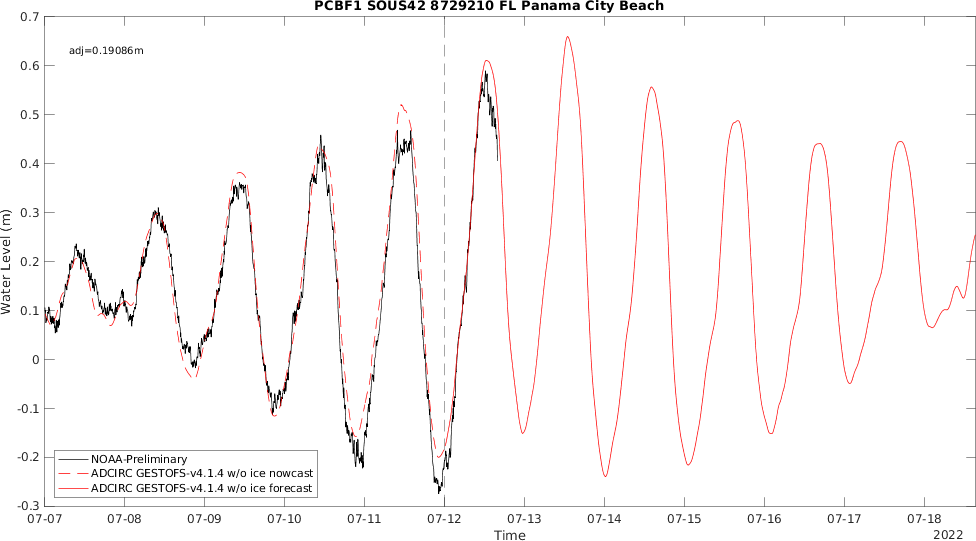 PCBF1 SOUS42 8729210 FL Panama City Beach
adj=0.19086m
Water Level (m)
0.7
0.6
0.5
0.4
0.3
0.2
0.1
0
-0.1
-0.2
-0.3
NOAA-Preliminary
ADCIRC GESTOFS-v4.1.4 w/o ice nowcast
ADCIRC GESTOFS-v4.1.4 w/o ice forecast
07-07 07-08 07-09 07-10 07-11 07-12 07-13 07-14 07-15 07-16 07-17 07-18
Time
2022